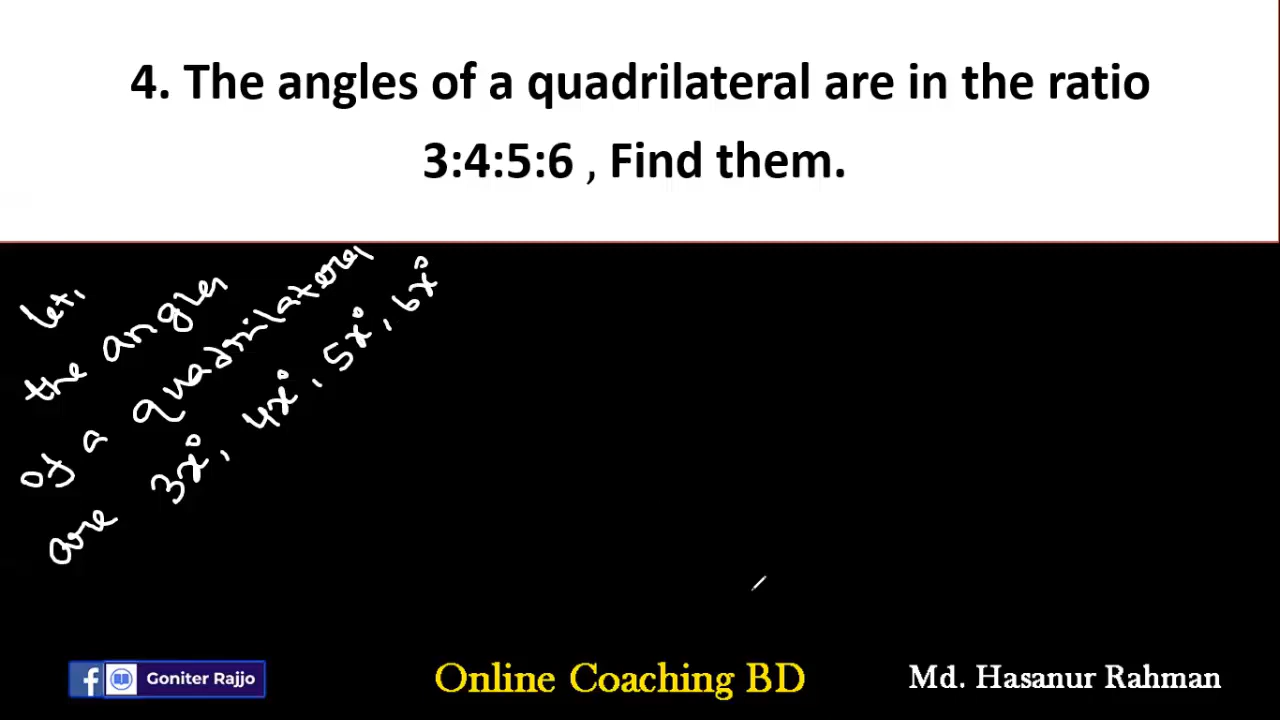 4. The angles of a quadrilateral are in the ratio
3:4:5:6 , Find them.
let,
the angles
of a quadrilateral
are 3x°, 4x°, 5x°, 6x°
Goniter Rajjo
Online Coaching BD
Md. Hasanur Rahman